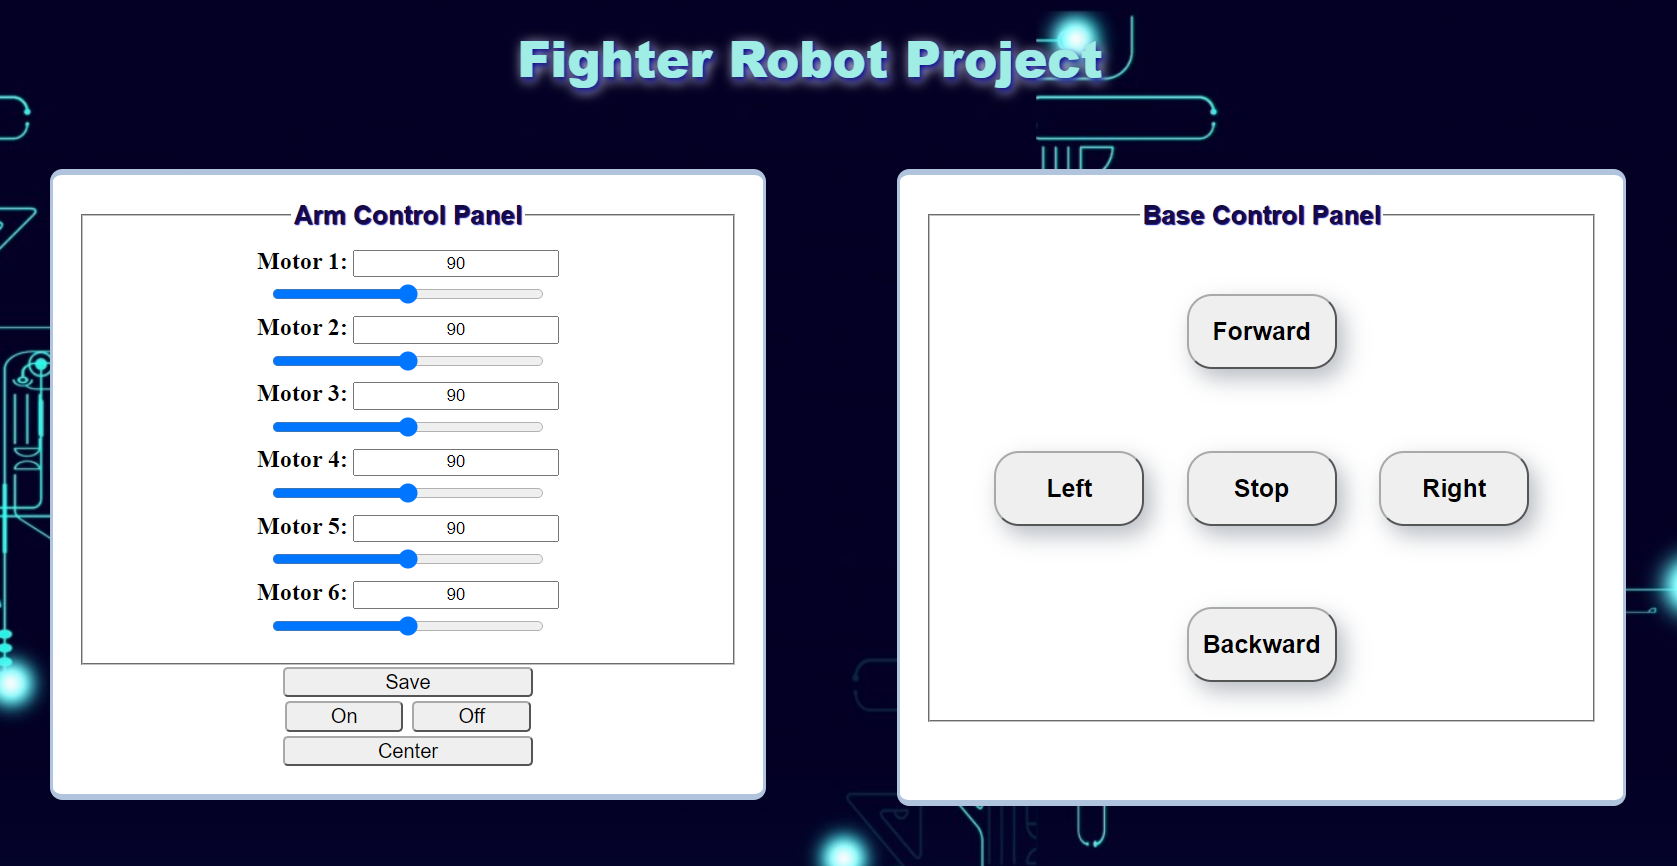 Fighter Robot Project
Arm Control Panel
Motor 1: 90
Motor 2: 90
Motor 3: 90
Motor 4: 90
Motor 5: 90
Motor 6: 90
Save
On Off
Center
Base Control Panel
Forward
Left Stop Right
Backward